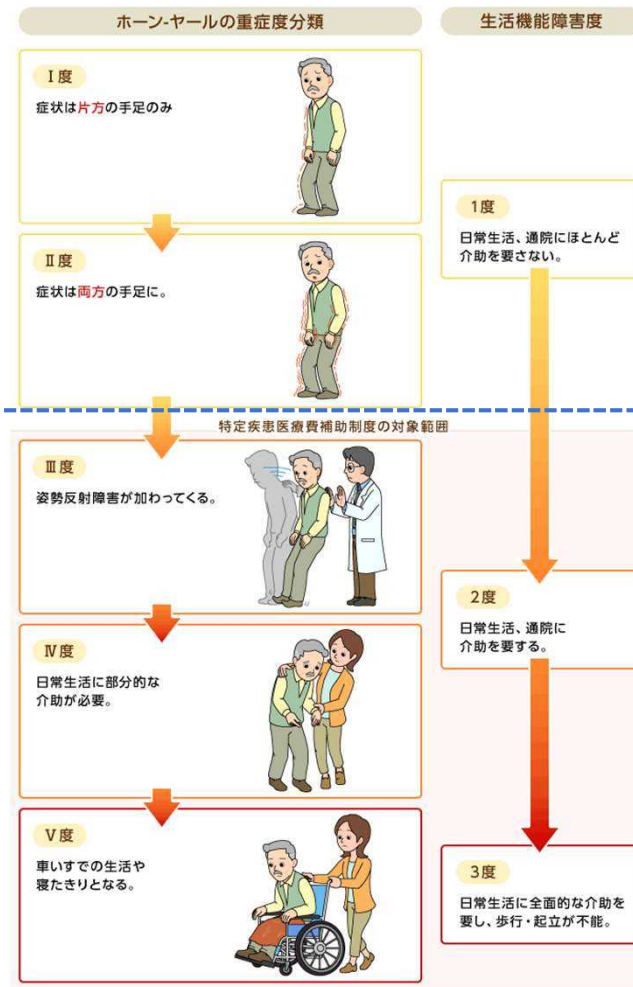 ホーン-ヤールの重症度分類
生活機能障害度
Ⅰ度
症状は片方の手足のみ
1度
日常生活、通院にほとんど
介助を要さない。
Ⅱ度
症状は両方の手足に。
特定疾患医療費補助制度の対象範囲
Ⅲ度
姿勢反射障害が加わってくる。
2度
日常生活、通院に
介助を要する。
Ⅳ度
日常生活に部分的な
介助が必要。
Ⅴ度
車いすでの生活や
寝たきりとなる。
3度
日常生活に全面的な介助を
要し、歩行・起立が不能。